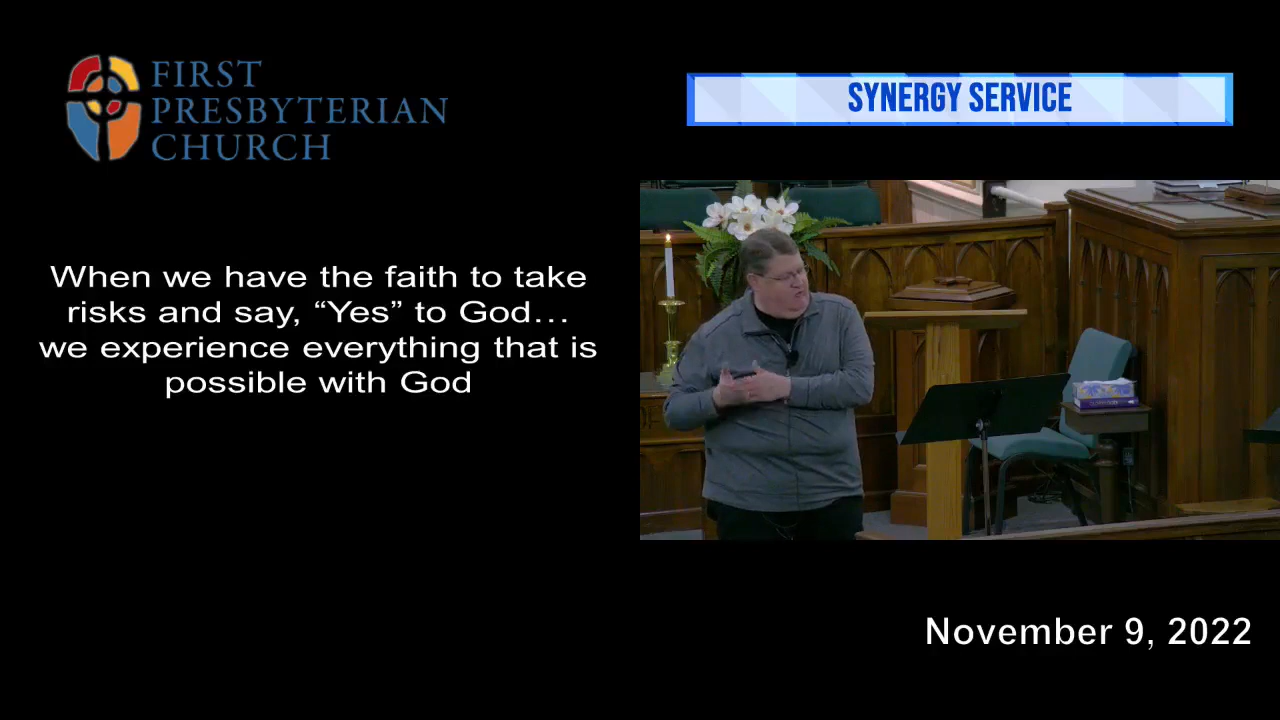 FIRST
PRESBYTERIAN
CHURCH
SYNERGY SERVICE
When we have the faith to take
risks and say, “Yes” to God…
we experience everything that is
possible with God
November 9, 2022